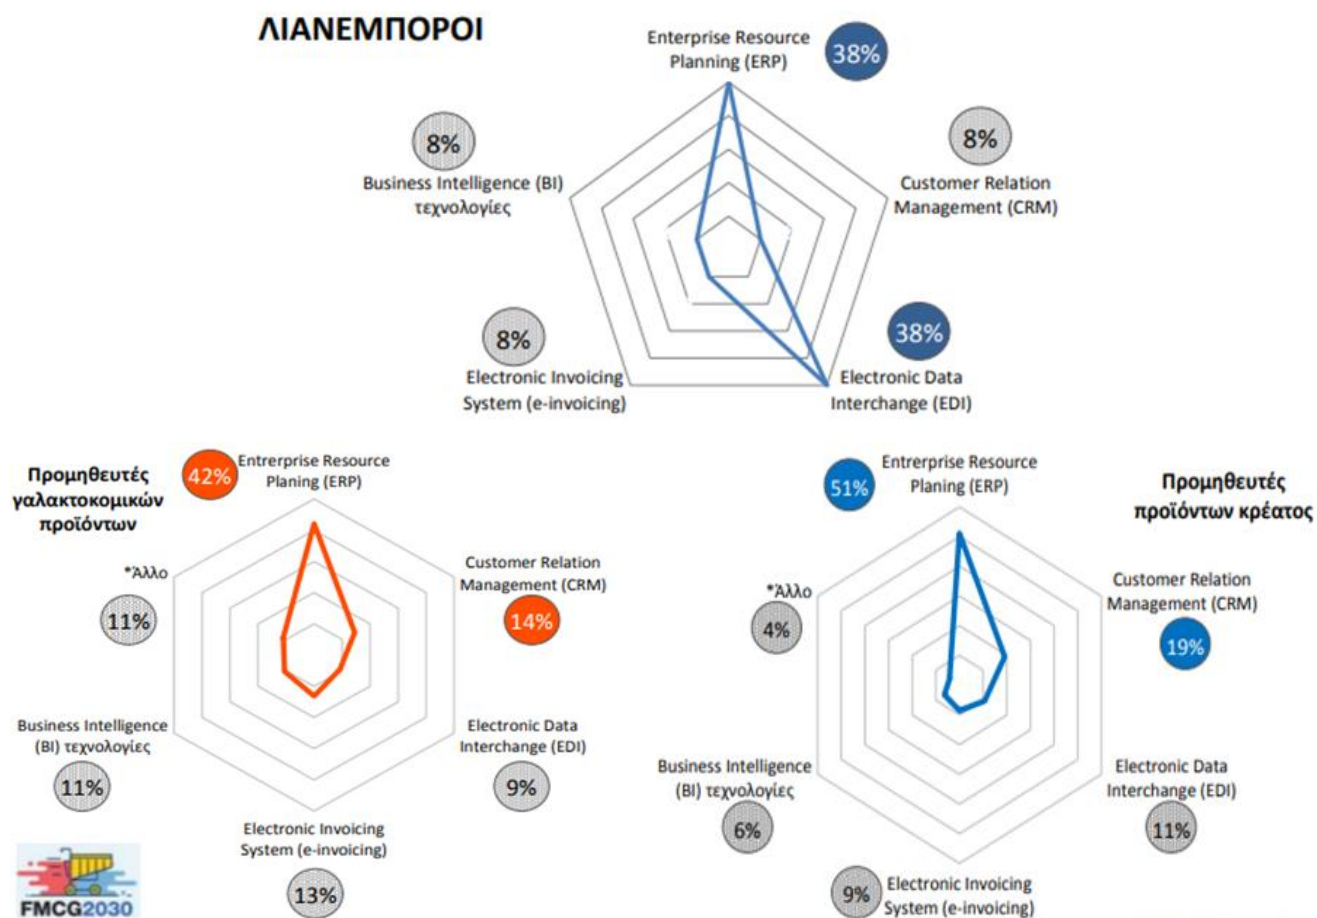 ΛΙΑΝΕΜΠΟΡΟΙ
Enterprise Resource
Planning (ERP)
38%
8%
Business Intelligence (BI)
τεχνολογίες
8%
Customer Relation
Management (CRM)
8%
Electronic Invoicing
System (e-invoicing)
38%
Electronic Data
Interchange (EDI)
Προμηθευτές
γαλακτοκομικών
προϊόντων
42%
Entrerprise Resource
Planing (ERP)
*Άλλο
11%
Customer Relation
Management (CRM)
14%
Business Intelligence
(BI) τεχνολογίες
11%
Electronic Data
Interchange (EDI)
9%
Electronic Invoicing
System (e-invoicing)
13%
FMCG2030
Προμηθευτές
προϊόντων κρέατος
51%
Entrerprise Resource
Planing (ERP)
*Άλλο
4%
Customer Relation
Management (CRM)
19%
Business Intelligence
(BI) τεχνολογίες
6%
Electronic Data
Interchange (EDI)
11%
9%
Electronic Invoicing
System (e-invoicing)